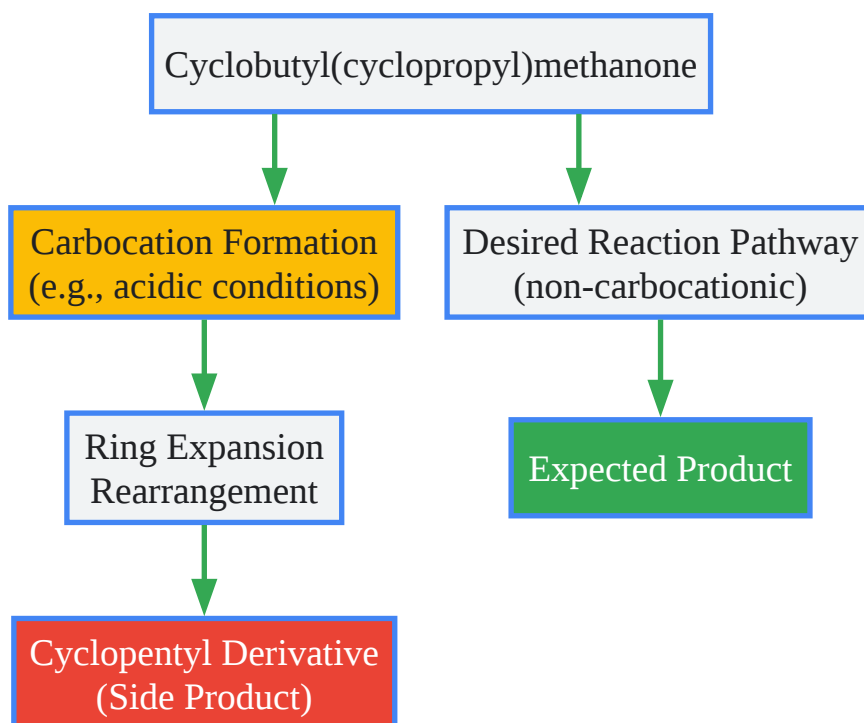 Cyclobutyl(cyclopropyl)methanone
Carbocation Formation
(e.g., acidic conditions)
Desired Reaction Pathway
(non-carbocationic)
Ring Expansion
Rearrangement
Expected Product
Cyclopentyl Derivative
(Side Product)